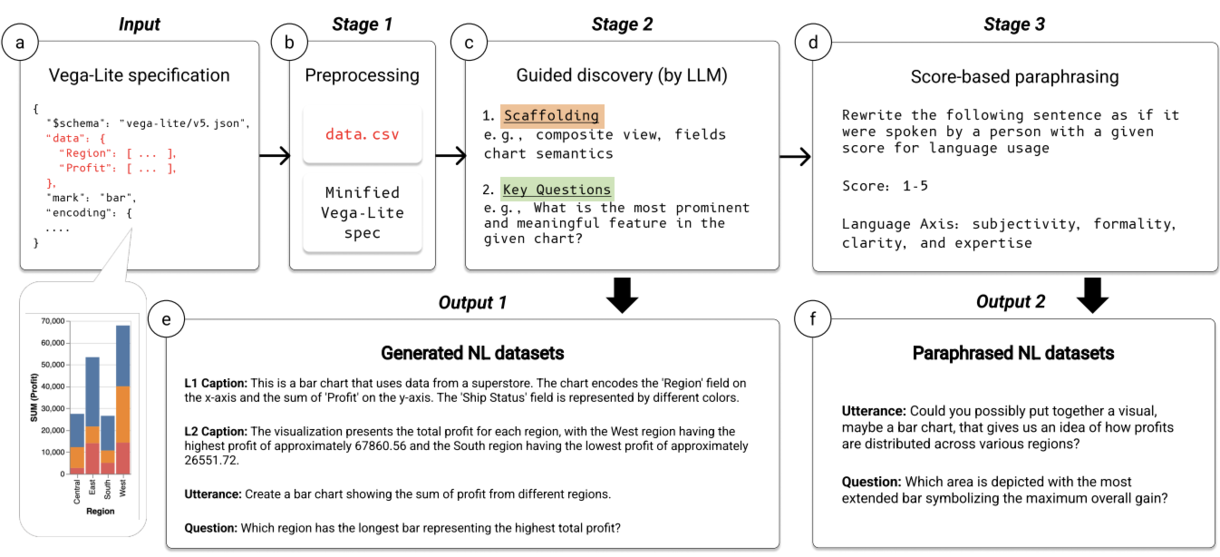 Input
Stage 1
Stage 2
Stage 3
a
Vega-Lite specification
{
"$schema": "vega-lite/v5.json",
"data": {
"Region": [ ... ],
"Profit": [ ... ],
},
"mark": "bar",
"encoding": {
....
}
b
Preprocessing
data.csv
Minified
Vega-Lite
spec
c
Guided discovery (by LLM)
1. Scaffolding
e.g., composite view, fields
chart semantics
2. Key Questions
e.g., What is the most prominent
and meaningful feature in the
given chart?
d
Score-based paraphrasing
Rewrite the following sentence as if it
were spoken by a person with a given
score for language usage
Score: 1-5
Language Axis: subjectivity, formality,
clarity, and expertise
70,000
60,000
50,000
40,000
30,000
20,000
10,000
0
SUM (Profit)
Central
East
South
West
Region
Output 1
e
Generated NL datasets
L1 Caption: This is a bar chart that uses data from a superstore. The chart encodes the 'Region' field on
the x-axis and the sum of 'Profit' on the y-axis. The 'Ship Status' field is represented by different colors.
L2 Caption: The visualization presents the total profit for each region, with the West region having the
highest profit of approximately 67860.56 and the South region having the lowest profit of approximately
26551.72.
Utterance: Create a bar chart showing the sum of profit from different regions.
Question: Which region has the longest bar representing the highest total profit?
Output 2
f
Paraphrased NL datasets
Utterance: Could you possibly put together a visual,
maybe a bar chart, that gives us an idea of how profits
are distributed across various regions?
Question: Which area is depicted with the most
extended bar symbolizing the maximum overall gain?